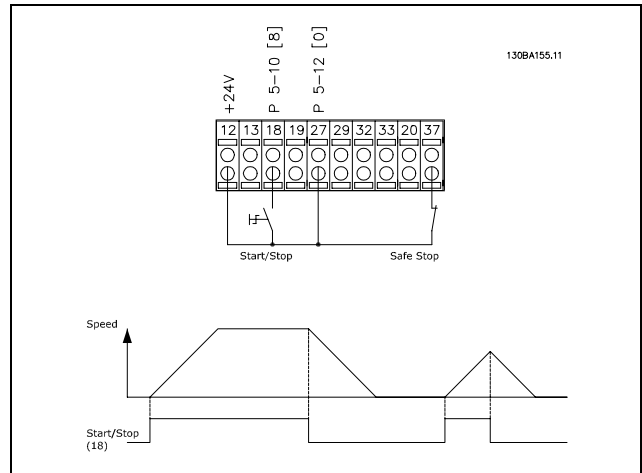 130BA155.11
+24V
P 5-10 [8]
P 5-12 [0]
12 13 18 19 27 29 32 33 20 37
Start/Stop
Safe Stop
Speed
Start/Stop
(18)